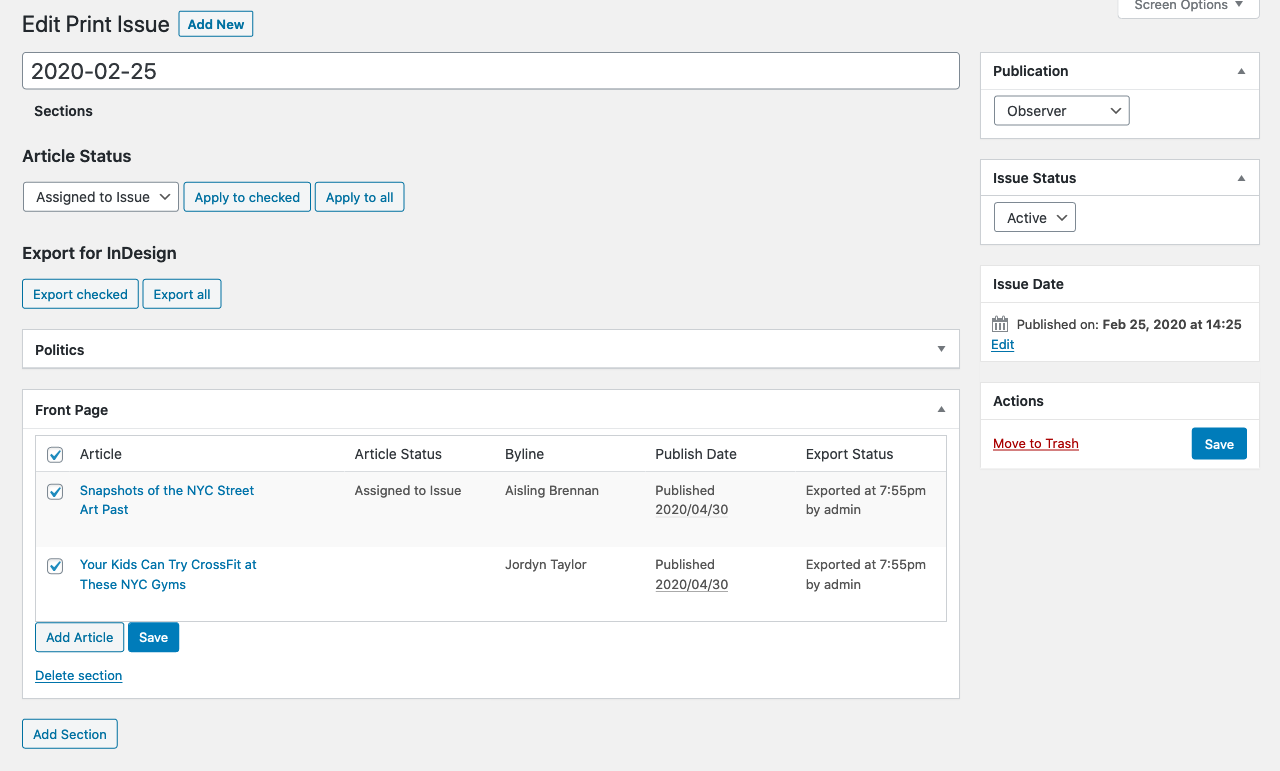 Screen Options
Edit Print Issue Add New
2020-02-25
Sections
Article Status
Assigned to Issue Apply to checked Apply to all
Export for InDesign
Export checked Export all
Politics
Front Page
Article Article Status Byline Publish Date Export Status
Snapshots of the NYC Street Assigned to Issue Aisling Brennan Published Exported at 7:55pm
Art Past 2020/04/30 by admin
Your Kids Can Try CrossFit at Jordyn Taylor Published Exported at 7:55pm
These NYC Gyms 2020/04/30 by admin
Add Article Save
Delete section
Add Section
Publication
Observer
Issue Status
Active
Issue Date
Published on: Feb 25, 2020 at 14:25
Edit
Actions
Move to Trash Save